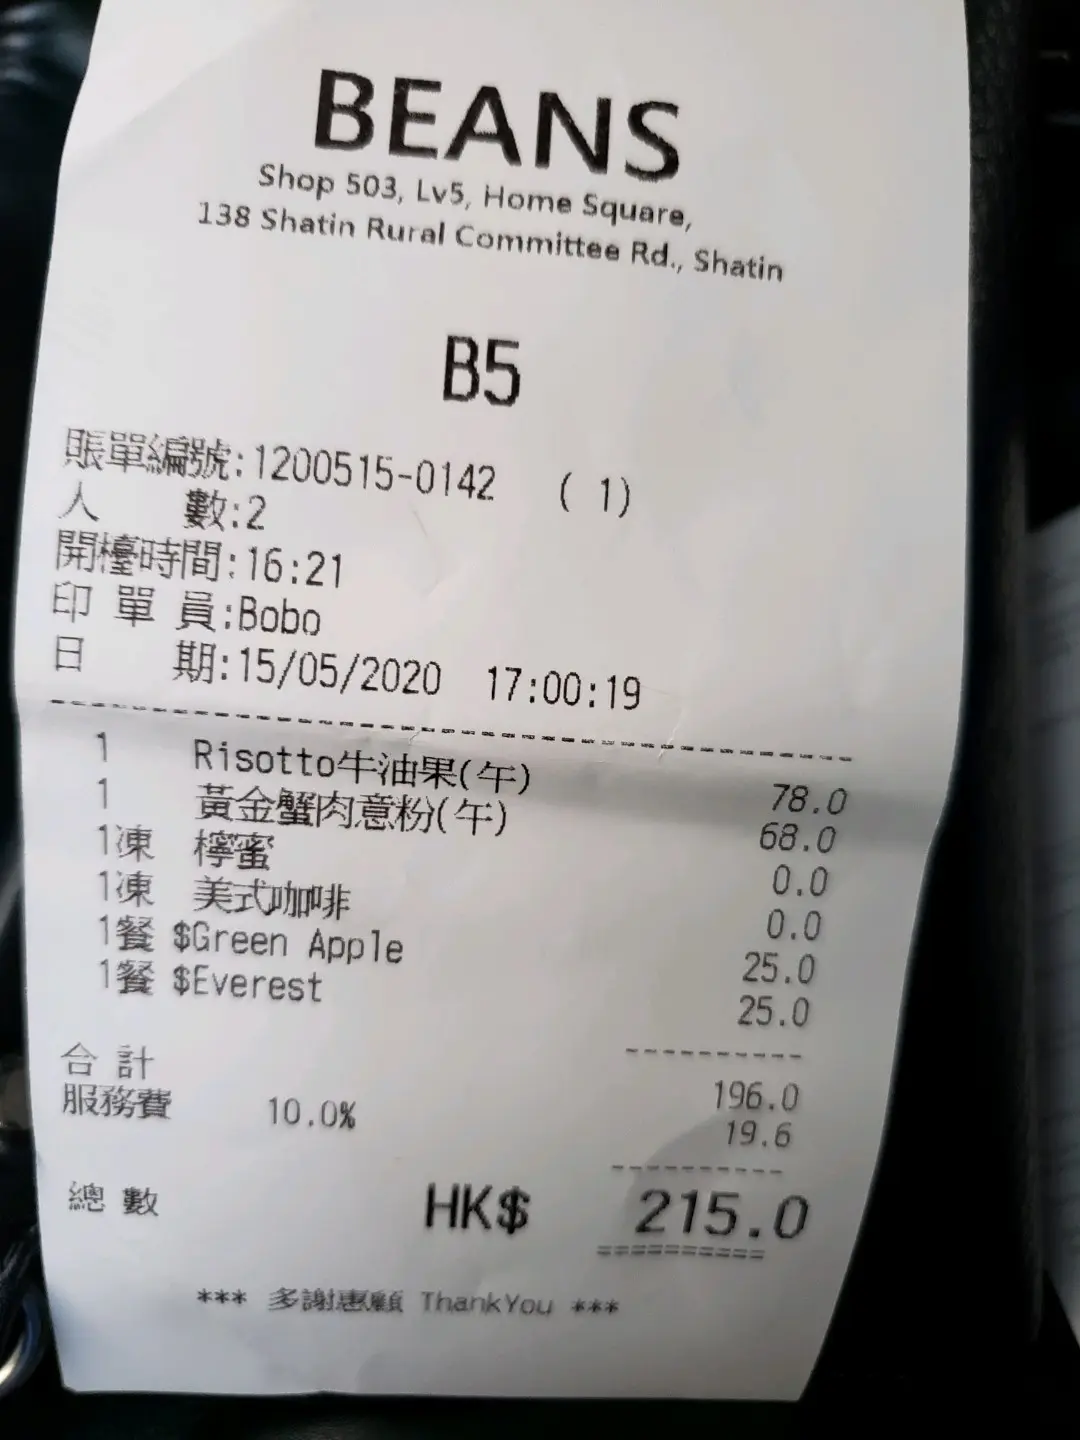 BEANS
Shop 503, Lv5, Home Square,
138 Shatin Rural Committee Rd., Shatin
B5
賬單編號:1200515-0142 ( 1)
人 數:2
開檯時間:16:21
印 單 員:Bobo
日 期:15/05/2020 17:00:19
1 Risotto牛油果(午) 78.0
1 黃金蟹肉意粉(午) 68.0
1凍 檸蜜 0.0
1凍 美式咖啡 0.0
1餐 $Green Apple 25.0
1餐 $Everest 25.0
合 計 196.0
服務費 10.0% 19.6
總 數 HK$ 215.0
*** 多謝惠顧 ThankYou ***